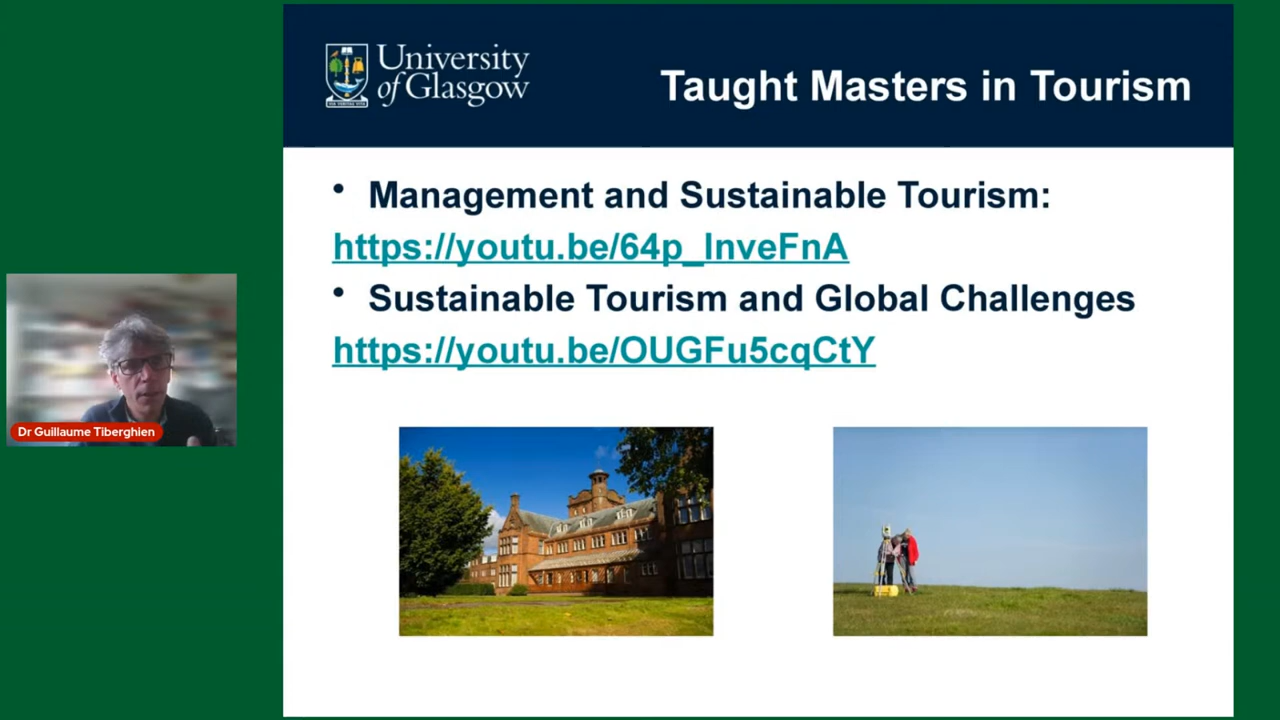 University
of Glasgow
Taught Masters in Tourism
• Management and Sustainable Tourism:
https://youtu.be/64p_lnveFnA
• Sustainable Tourism and Global Challenges
https://youtu.be/OUGFu5cqCtY
Dr Guillaume Tiberghien